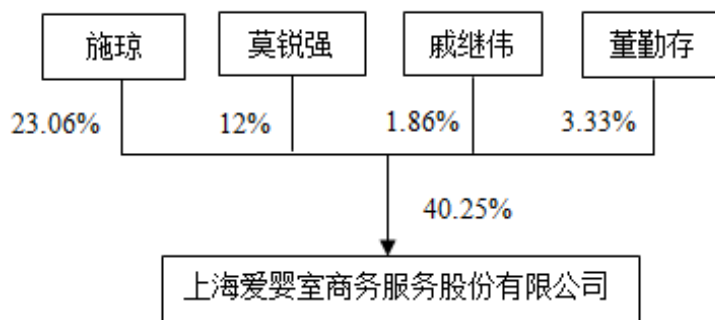 施琼
莫锐强
戚继伟
董勤存
23.06%
12%
1.86%
3.33%
40.25%
上海爱婴室商务服务股份有限公司